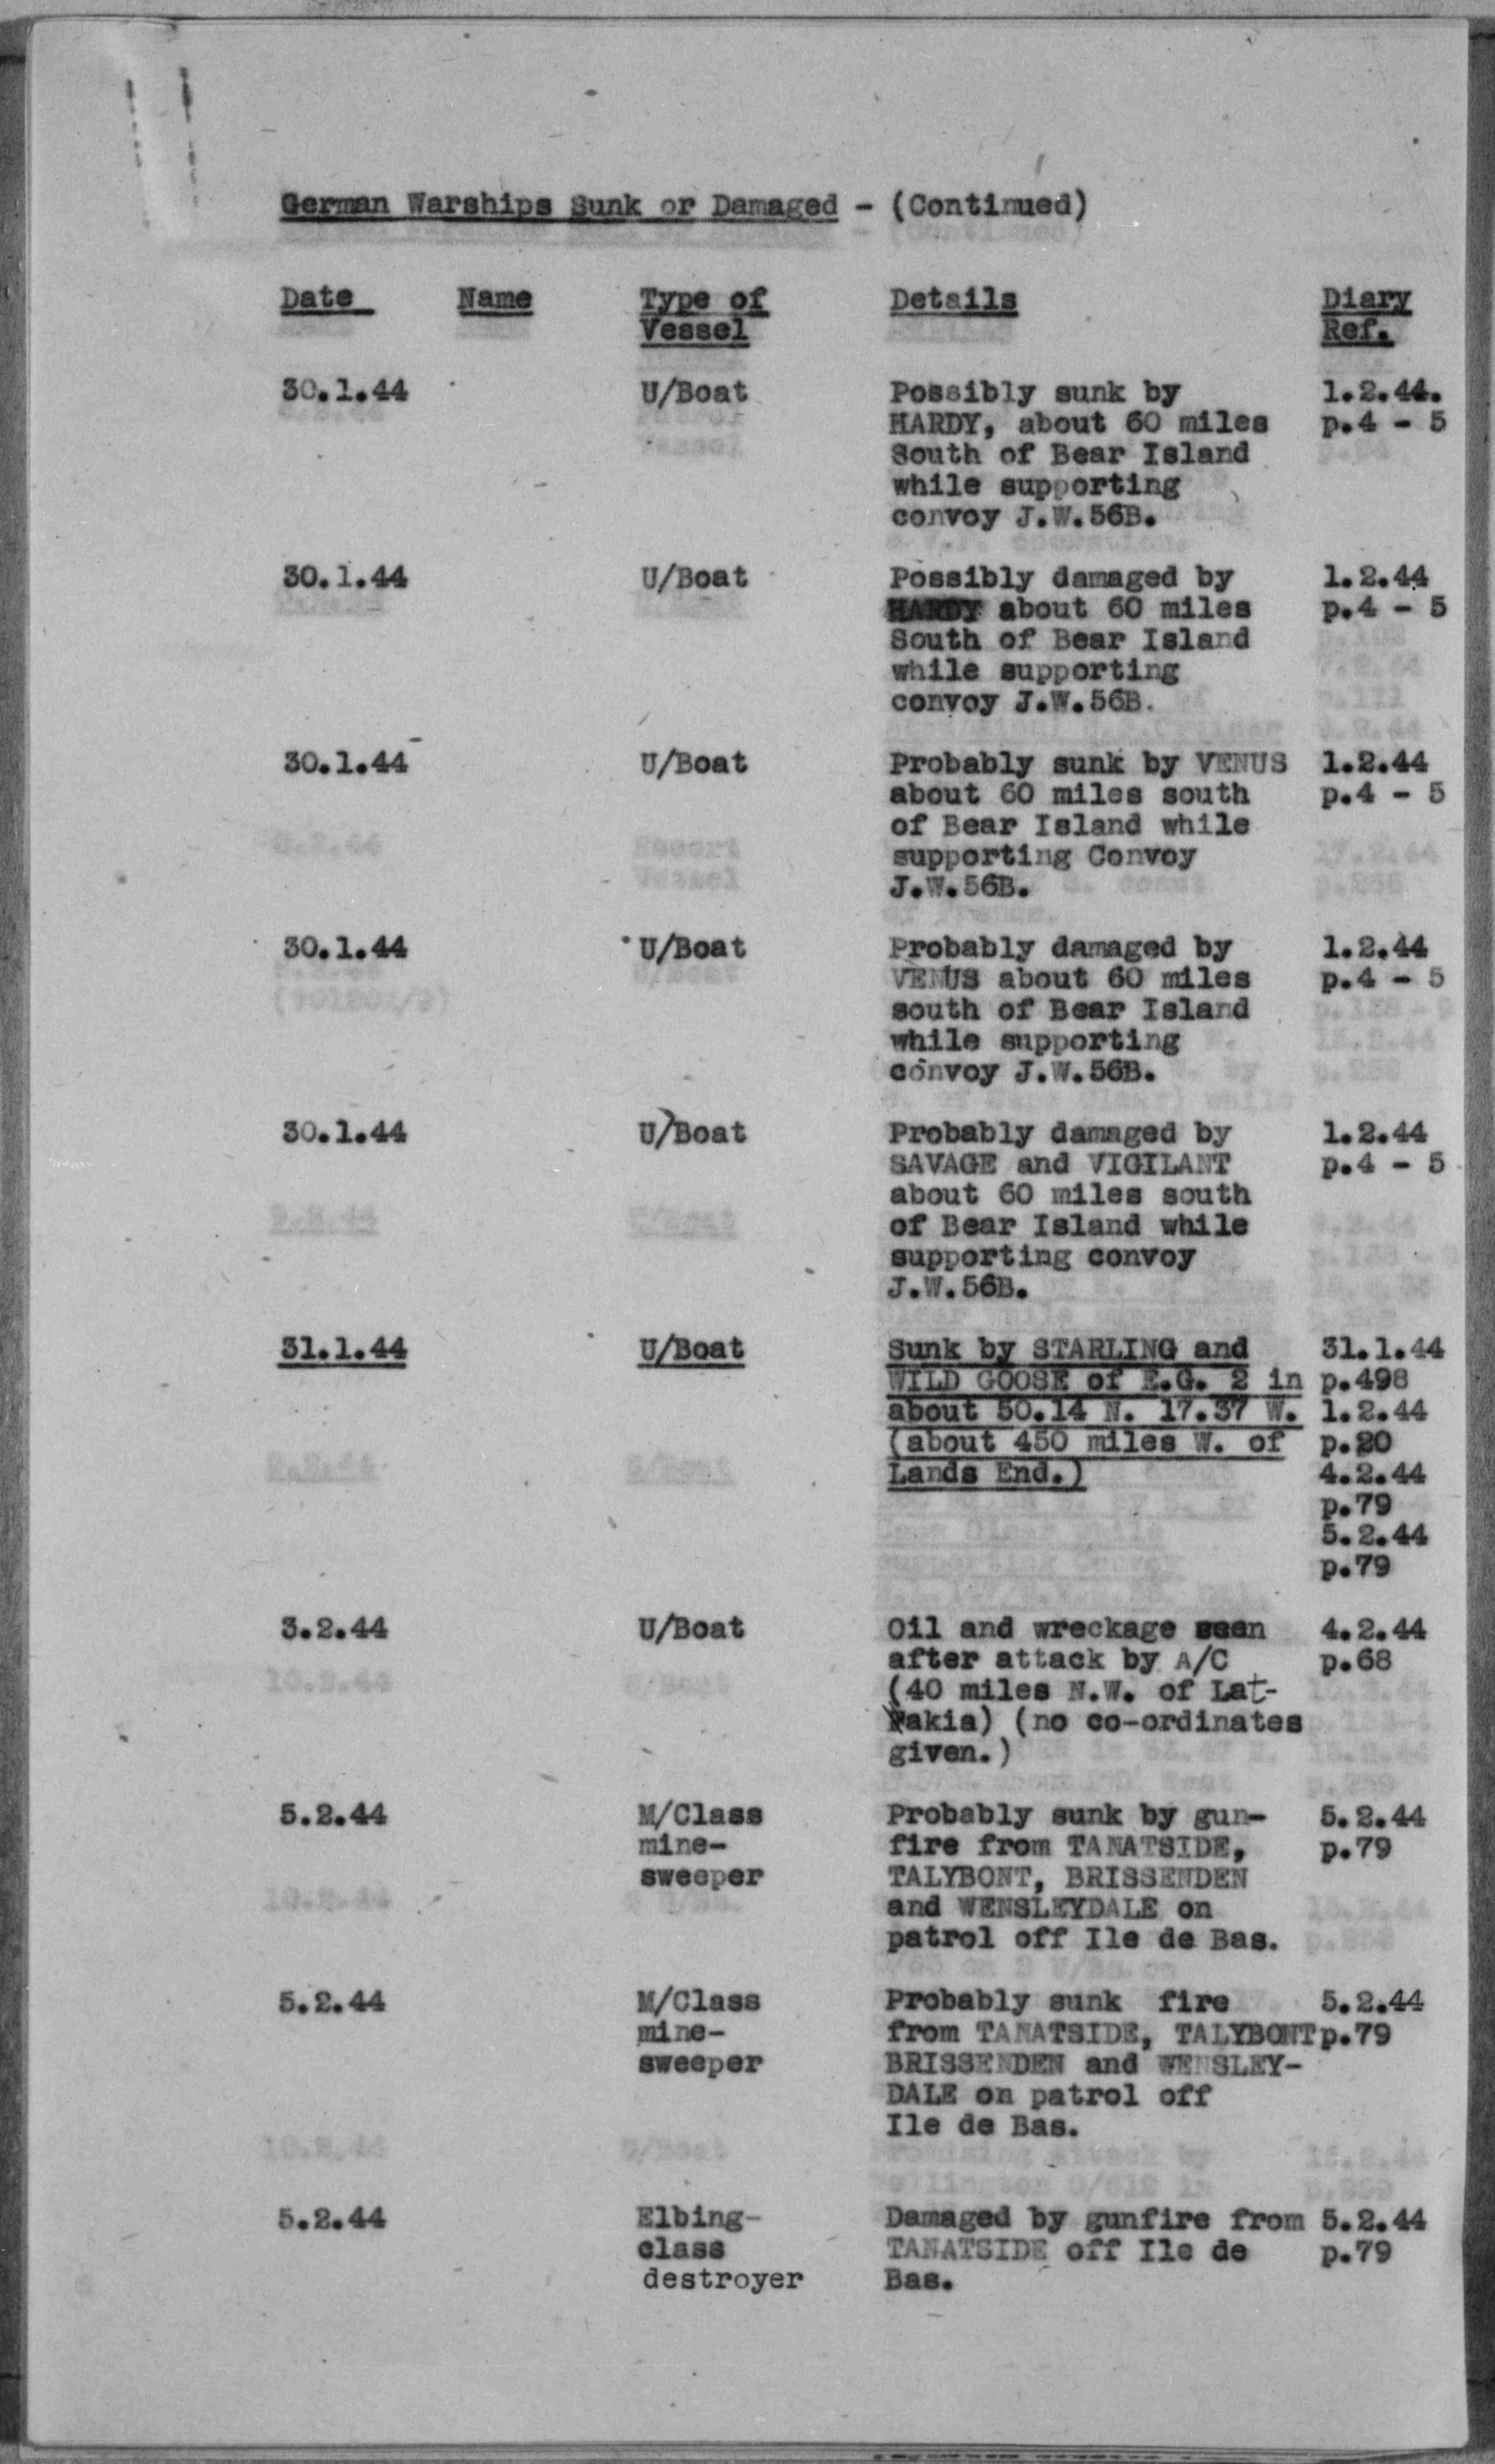 German Warships Sunk or Damaged - (Continued)
Date Name Type of Details Diary
Vessel Ref.
30.1.44 U/Boat Possibly sunk by 1.2.44.
HARDY, about 60 miles p.4 - 5
South of Bear Island
while supporting
convoy J.W.56B.
30.1.44 U/Boat Possibly damaged by 1.2.44
HARDY about 60 miles p.4 - 5
South of Bear Island
while supporting
convoy J.W.56B.
30.1.44 U/Boat Probably sunk by VENUS 1.2.44
about 60 miles south p.4 - 5
of Bear Island while
supporting Convoy
J.W.56B.
30.1.44 U/Boat Probably damaged by 1.2.44
VENUS about 60 miles p.4 - 5
south of Bear Island
while supporting
convoy J.W.56B.
30.1.44 U/Boat Probably damaged by 1.2.44
SAVAGE and VIGILANT p.4 - 5
about 60 miles south
of Bear Island while
supporting convoy
J.W.56B.
31.1.44 U/Boat Sunk by STARLING and 31.1.44
WILD GOOSE of E.G. 2 in p.498
about 50.14 N. 17.37 W. 1.2.44
(about 450 miles W. of p.20
Lands End.) 4.2.44
p.79
5.2.44
p.79
3.2.44 U/Boat Oil and wreckage seen 4.2.44
after attack by A/C p.68
(40 miles N.W. of Lat-
akia) (no co-ordinates
given.)
5.2.44 M/Class Probably sunk by gun- 5.2.44
mine- fire from TANATSIDE, p.79
sweeper TALYBONT, BRISSENDEN
and WENSLEYDALE on
patrol off Ile de Bas.
5.2.44 M/Class Probably sunk fire 5.2.44
mine- from TANATSIDE, TALYBONT p.79
sweeper BRISSENDEN and WENSLEY-
DALE on patrol off
Ile de Bas.
5.2.44 Elbing- Damaged by gunfire from 5.2.44
class TANATSIDE off Ile de p.79
destroyer Bas.